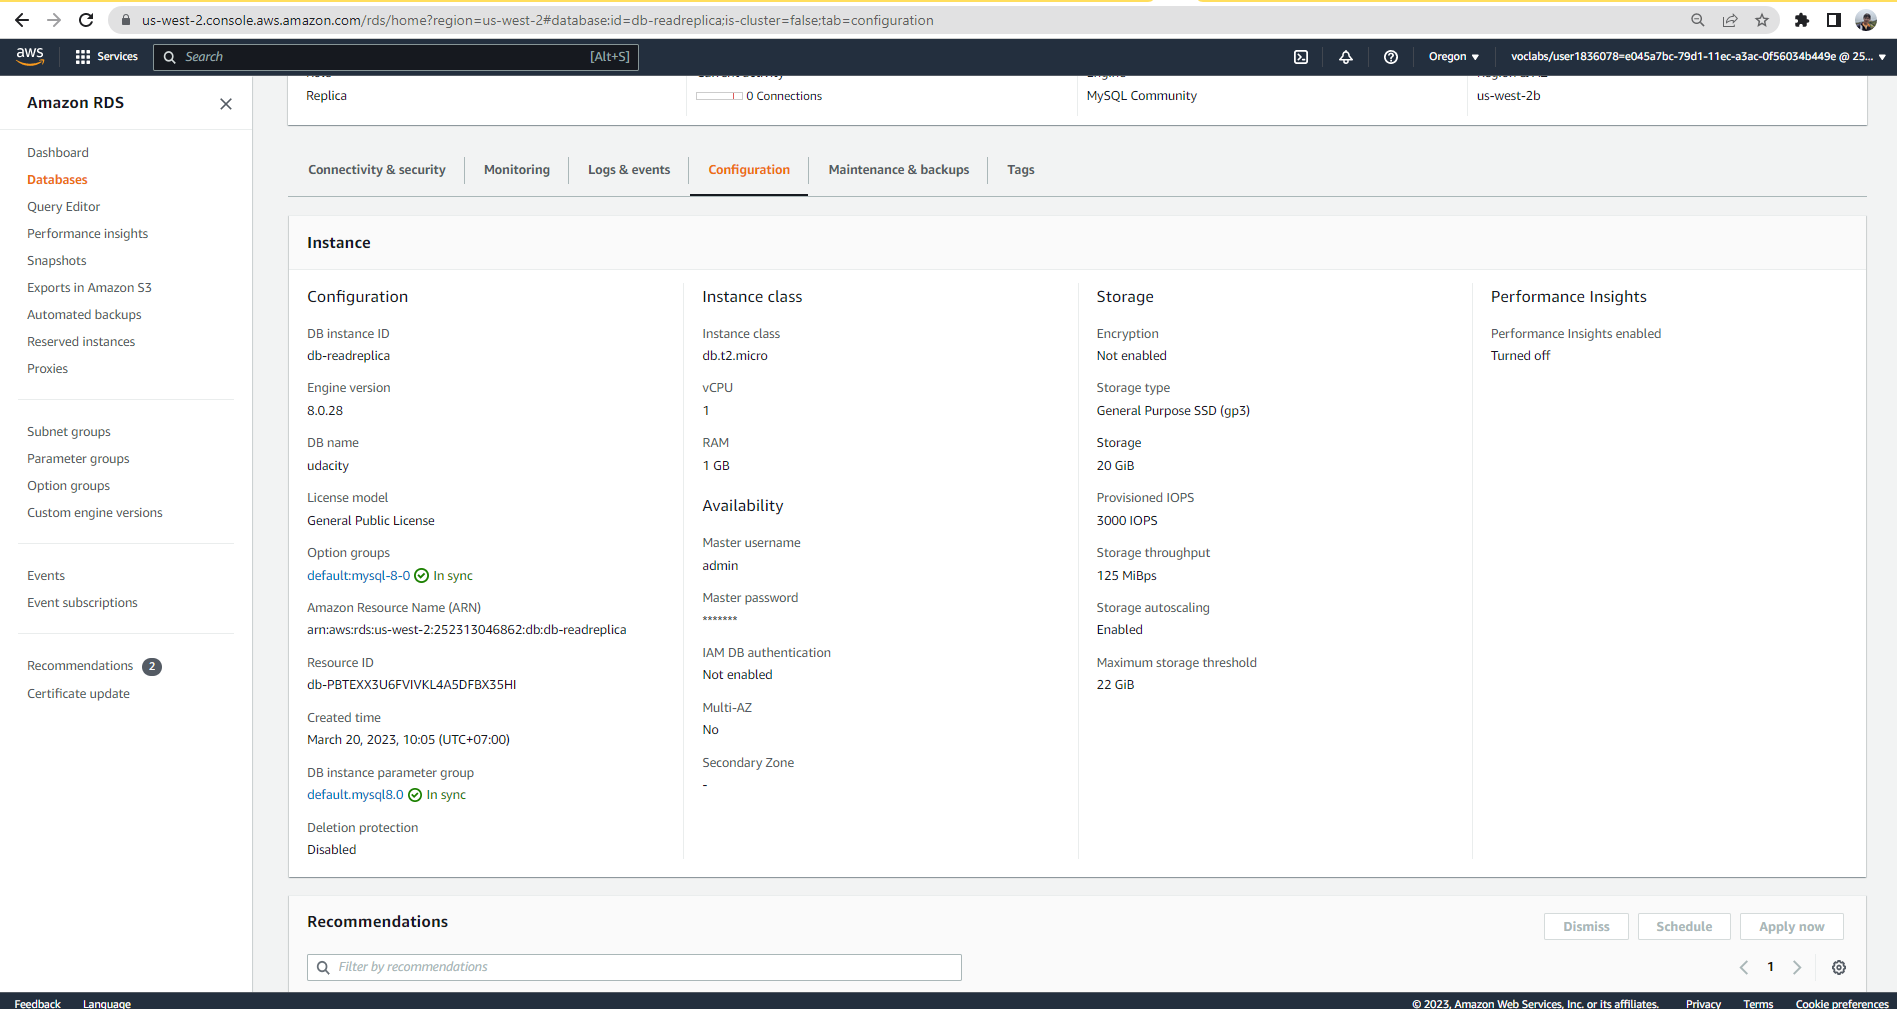 us-west-2.console.aws.amazon.com/rds/home?region=us-west-2#database:id=db-readreplica;is-cluster=false;tab=configuration
aws
Services
Search
[Alt+S]
Oregon
voclabs/user1836078=e045a7bc-79d1-11ec-a3ac-0f56034b449e @ 25...
Amazon RDS
Dashboard
Databases
Query Editor
Performance insights
Snapshots
Exports in Amazon S3
Automated backups
Reserved instances
Proxies
Subnet groups
Parameter groups
Option groups
Custom engine versions
Events
Event subscriptions
Recommendations 2
Certificate update
Role
Replica
Current activity
0 Connections
Engine
MySQL Community
Region & AZ
us-west-2b
Connectivity & security
Monitoring
Logs & events
Configuration
Maintenance & backups
Tags
Instance
Configuration
DB instance ID
db-readreplica
Engine version
8.0.28
DB name
udacity
License model
General Public License
Option groups
default:mysql-8-0 In sync
Amazon Resource Name (ARN)
arn:aws:rds:us-west-2:252313046862:db:db-readreplica
Resource ID
db-PBTEXX3U6FVIVKL4A5DFBX35HI
Created time
March 20, 2023, 10:05 (UTC+07:00)
DB instance parameter group
default.mysql8.0 In sync
Deletion protection
Disabled
Instance class
Instance class
db.t2.micro
vCPU
1
RAM
1 GB
Availability
Master username
admin
Master password
*******
IAM DB authentication
Not enabled
Multi-AZ
No
Secondary Zone
-
Storage
Encryption
Not enabled
Storage type
General Purpose SSD (gp3)
Storage
20 GiB
Provisioned IOPS
3000 IOPS
Storage throughput
125 MiBps
Storage autoscaling
Enabled
Maximum storage threshold
22 GiB
Performance Insights
Performance Insights enabled
Turned off
Recommendations
Dismiss
Schedule
Apply now
Filter by recommendations
1
Feedback
Language
© 2023, Amazon Web Services, Inc. or its affiliates.
Privacy
Terms
Cookie preferences